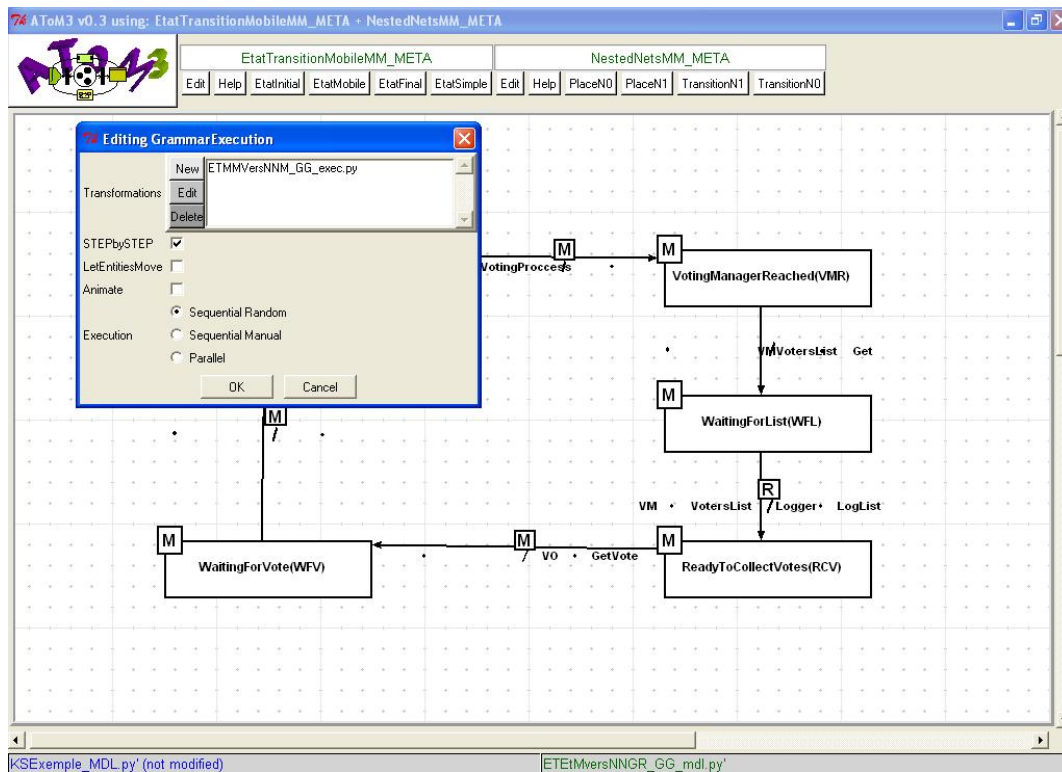 AToM3 v0.3 using: EtatTransitionMobileMM_META + NestedNetsMM_META
AToM3
EtatTransitionMobileMM_META NestedNetsMM_META
Edit Help EtatInitial EtatMobile EtatFinal EtatSimple Edit Help PlaceN0 PlaceN1 TransitionN1 TransitionN0
Editing GrammarExecution
Transformations
New
Edit
Delete
ETMMVersNNM_GG_exec.py
STEPbySTEP
LetEntitiesMove
Animate
Execution
Sequential Random
Sequential Manual
Parallel
OK Cancel
M
VotingProccess /
M
VotingManagerReached(VMR)
VMVotersList Get
M
WaitingForList(WFL)
M
/
R
VM VotersList /Logger LogList
M
WaitingForVote(WFV)
M
/ VO GetVote
M
ReadyToCollectVotes(RCV)
KSExemple_MDL.py' (not modified) ETEtMversNNGR_GG_mdl.py'